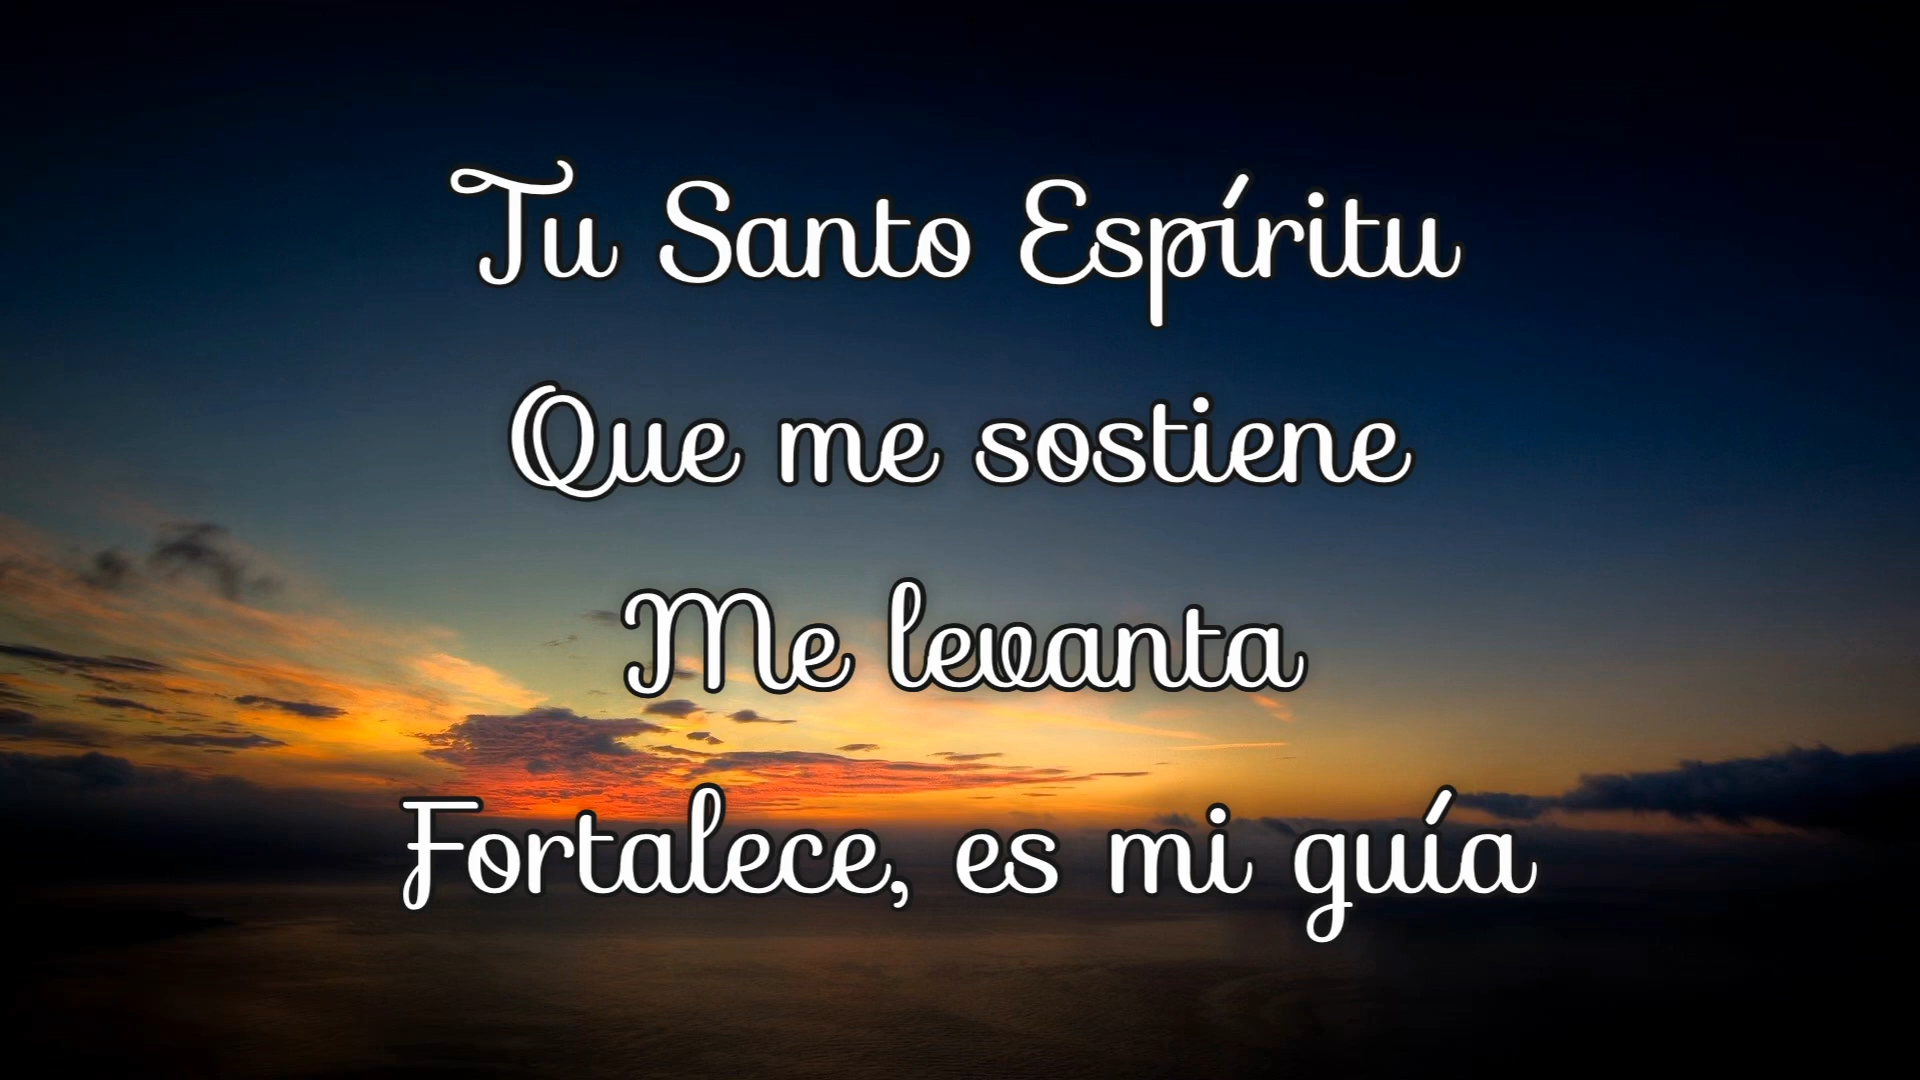 Tu Santo Espíritu
Que me sostiene
Me levanta
Fortalece, es mi guía